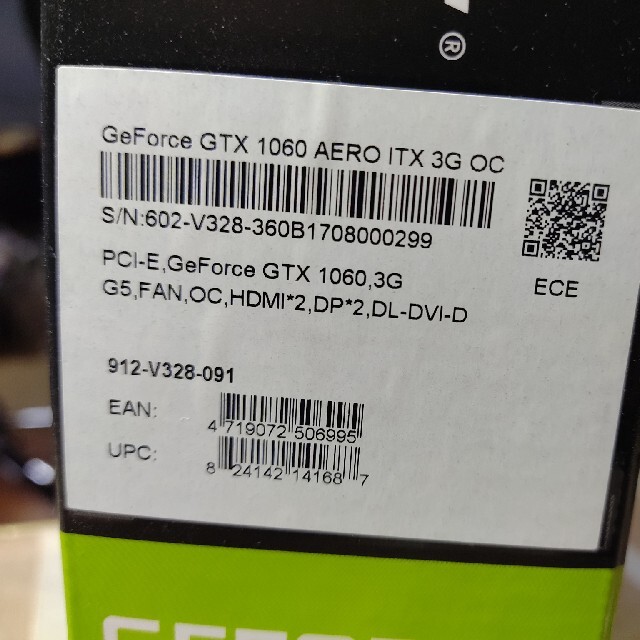 ®
GeForce GTX 1060 AERO ITX 3G OC
S/N:602-V328-360B1708000299
PCI-E,GeForce GTX 1060,3G
G5,FAN,OC,HDMI*2,DP*2,DL-DVI-D
ECE
912-V328-091
EAN:
4 719072 506995
UPC:
8 24142 14168 7